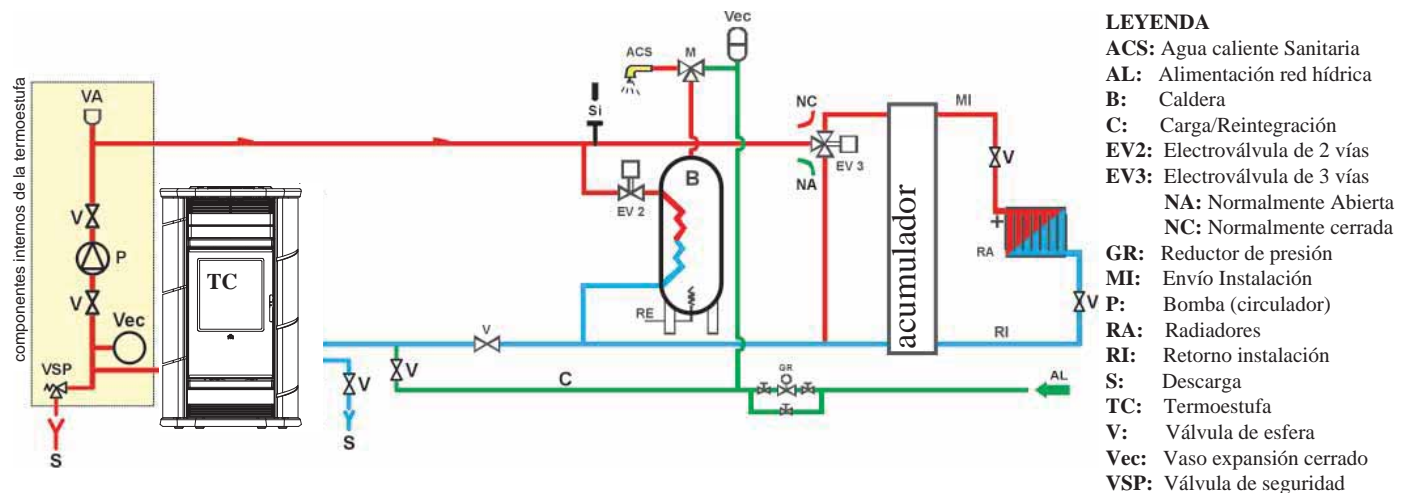 componentes internos de la termoestufa
VA
V
P
V
Vec
VSP
S
TC
V
S
V
V
C
Si
EV 2
ACS
M
Vec
B
RE
NC
NA
EV 3
GR
acumulador
MI
V
+
RA
V
RI
AL
LEYENDA
ACS: Agua caliente Sanitaria
AL: Alimentación red hídrica
B: Caldera
C: Carga/Reintegración
EV2: Electroválvula de 2 vías
EV3: Electroválvula de 3 vías
NA: Normalmente Abierta
NC: Normalmente cerrada
GR: Reductor de presión
MI: Envío Instalación
P: Bomba (circulador)
RA: Radiadores
RI: Retorno instalación
S: Descarga
TC: Termoestufa
V: Válvula de esfera
Vec: Vaso expansión cerrado
VSP: Válvula de seguridad